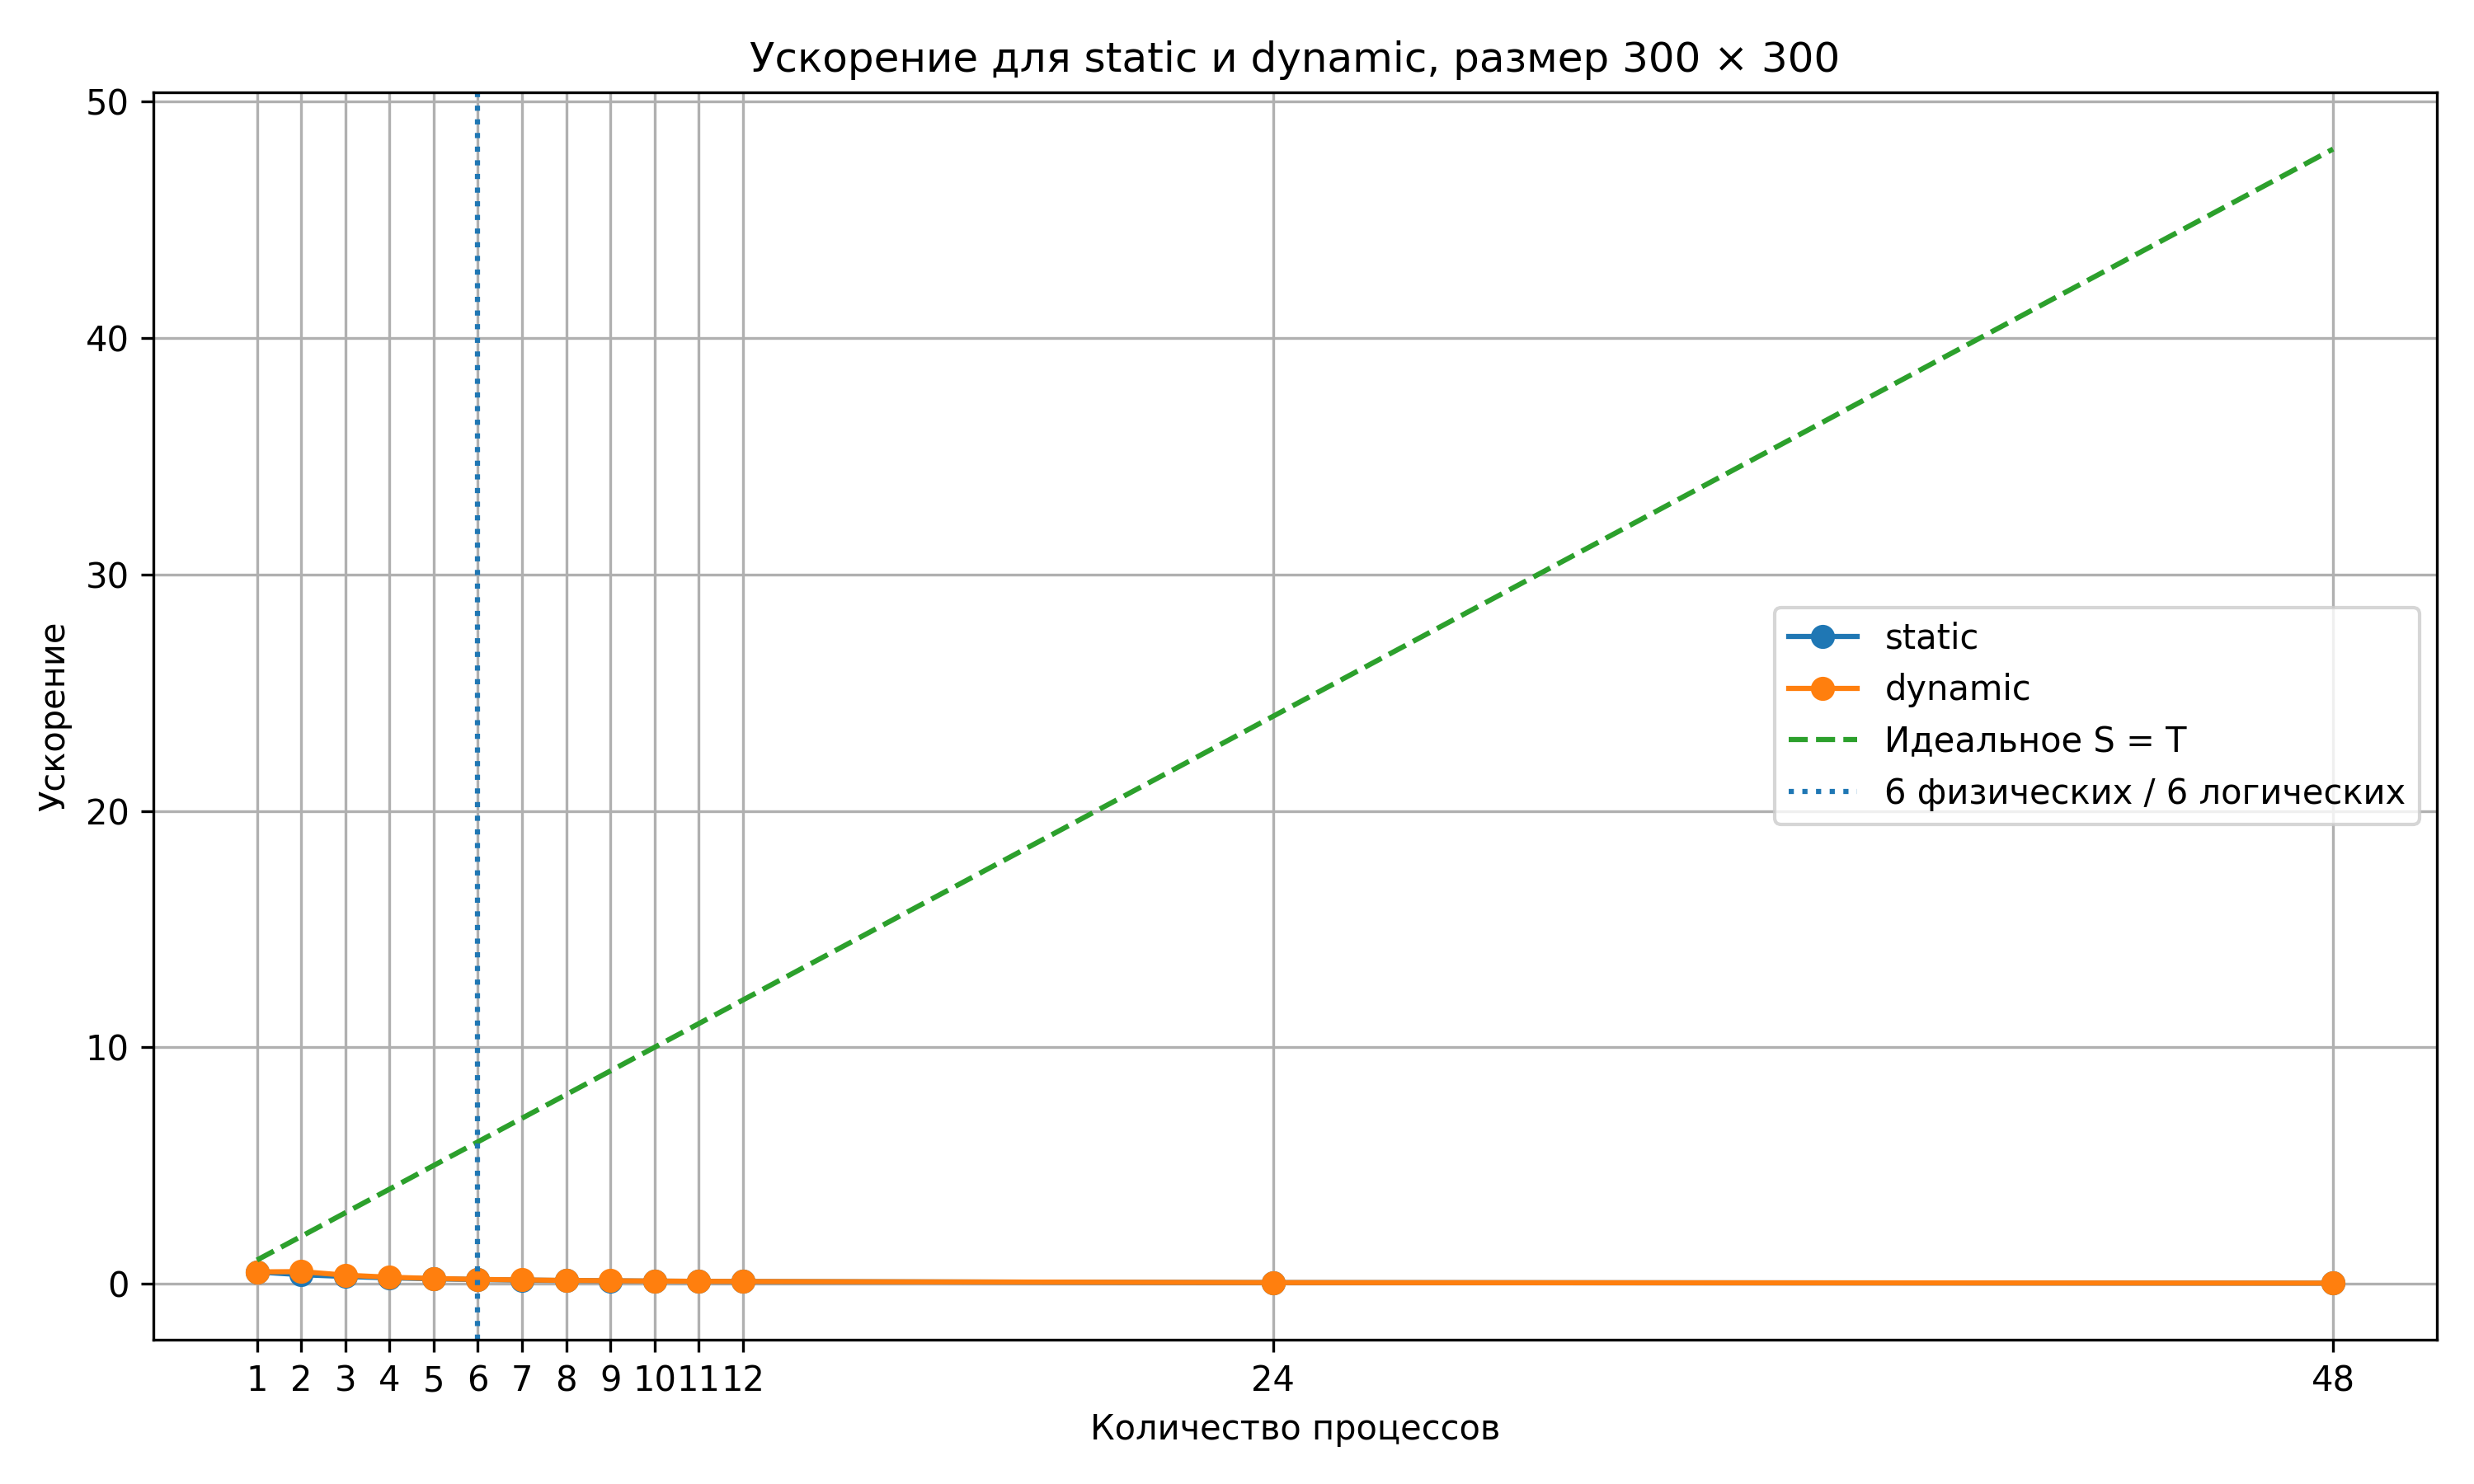 Ускорение для static и dynamic, размер 300 × 300
50
40
30
20
10
0
ускорение
static
dynamic
Идеальное S = T
6 физических / 6 логических
1 2 3 4 5 6 7 8 9 10 11 12 24 48
Количество процессов